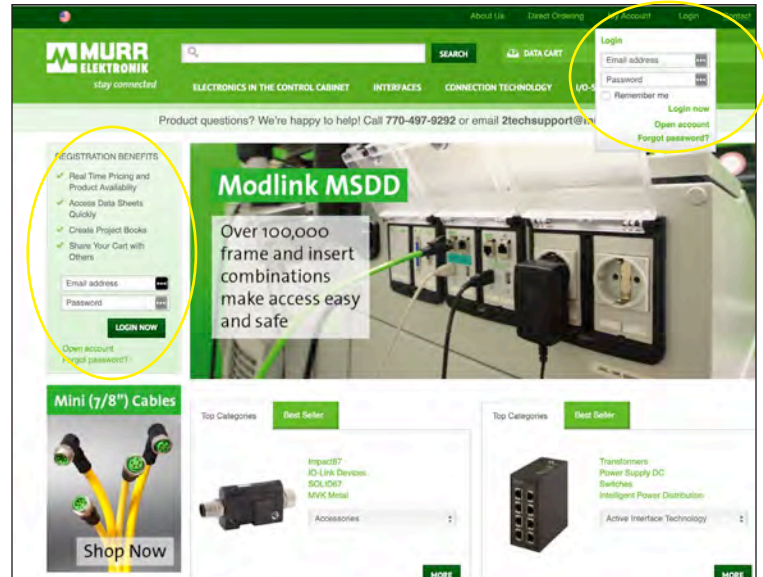 About Us Direct Ordering My Account Login Contact
MURR
ELEKTRONIK
stay connected
SEARCH
DATA CART
Login
Email address
Password
Remember me
Login now
Open account
Forgot password?
ELECTRONICS IN THE CONTROL CABINET INTERFACES CONNECTION TECHNOLOGY
Product questions? We're happy to help! Call 770-497-9292 or email
REGISTRATION BENEFITS
Real Time Pricing and
Product Availability
Access Data Sheets
Quickly
Create Project Books
Share Your Cart with
Others
Email address
Password
LOGIN NOW
Open account
Forgot password?
Modlink MSDD
Over 100,000
frame and insert
combinations
make access easy
and safe
Mini (7/8") Cables
Shop Now
Top Categories Best Seller
Impact67
IO-Link Devices
SOLID67
MVK Metal
Accessories
MORE
Top Categories Best Seller
Transformers
Power Supply DC
Switches
Intelligent Power Distribution
Active Interface Technology
MORE